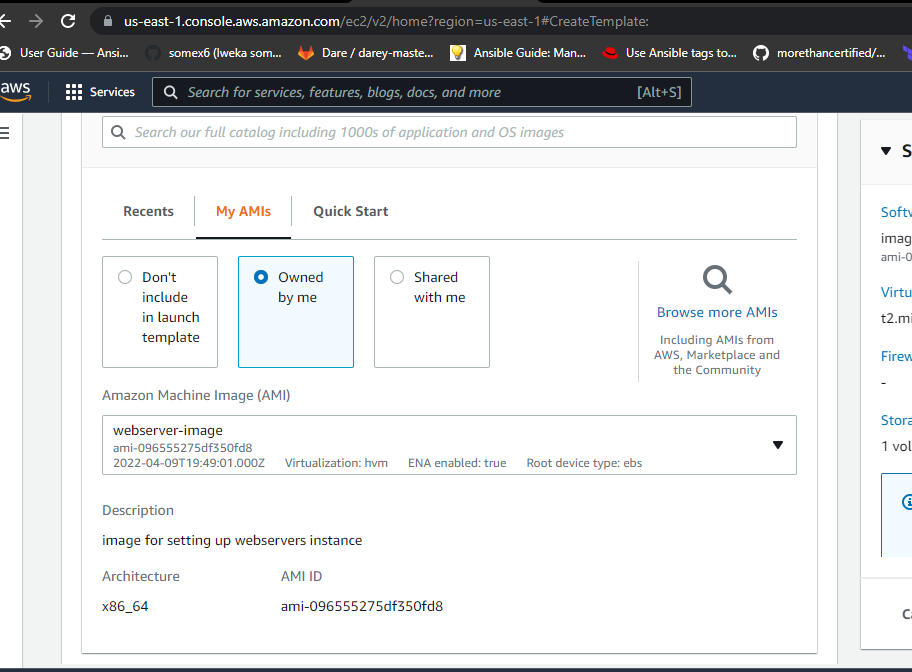 us-east-1.console.aws.amazon.com/ec2/v2/home?region=us-east-1#CreateTemplate:
User Guide — Ansi...
somex6 (lweka som...
Dare / darey-maste...
Ansible Guide: Man...
Use Ansible tags to...
morethancertified/...
aws
Services
Search for services, features, blogs, docs, and more
[Alt+S]
Search our full catalog including 1000s of application and OS images
Recents
My AMIs
Quick Start
Don't
include
in launch
template
Owned
by me
Shared
with me
Browse more AMIs
Including AMIs from
AWS, Marketplace and
the Community
Amazon Machine Image (AMI)
webserver-image
ami-096555275df350fd8
2022-04-09T19:49:01.000Z Virtualization: hvm ENA enabled: true Root device type: ebs
Description
image for setting up webservers instance
Architecture
x86_64
AMI ID
ami-096555275df350fd8
S
Softw
imag
ami-0
Virtu
t2.mi
Firew
-
Stora
1 vol
Ca